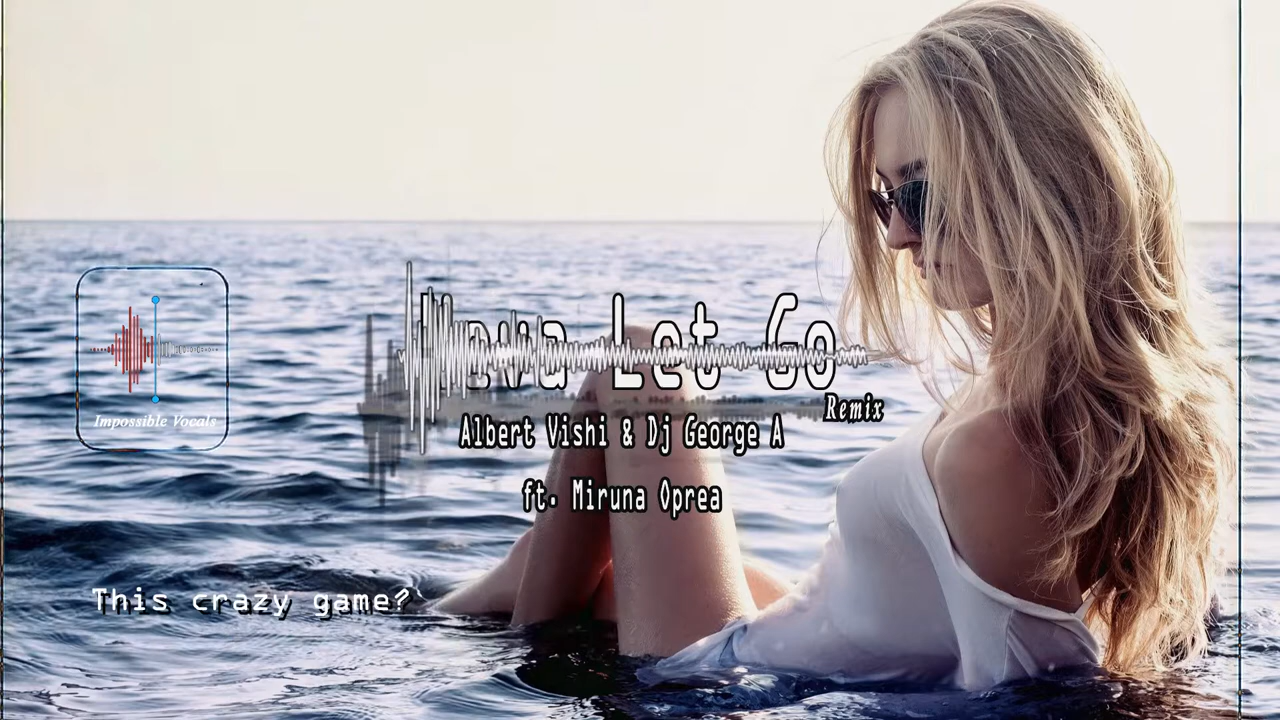 Let Go
Remix
Albert Vishi & Dj George A
ft. Miruna Oprea
Impossible Vocals
This crazy game?